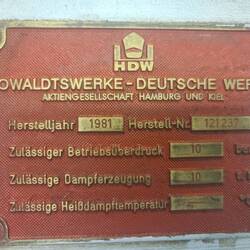 HDW
OWALDTSWERKE - DEUTSCHE WER
AKTIENGESELLSCHAFT HAMBURG UND KIEL
Herstelljahr 1981 Herstell-Nr. 121237
Zulässiger Betriebsüberdruck 10
Zulässige Dampferzeugung 10
Zulässige Heißdampftemperatur